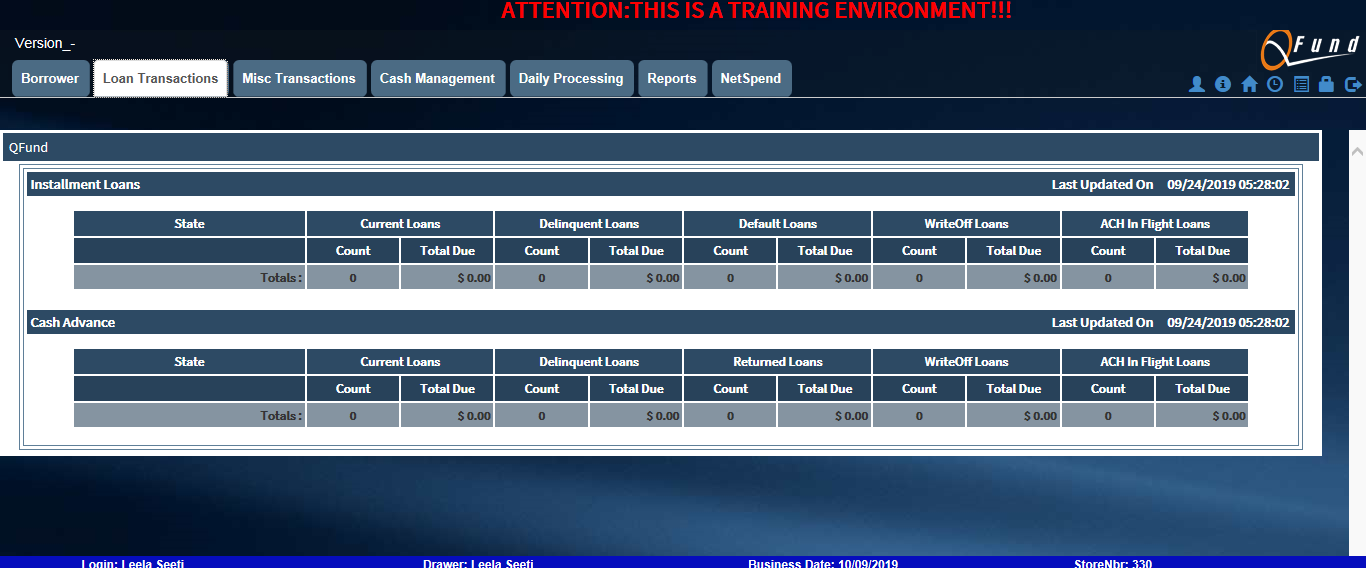 ATTENTION:THIS IS A TRAINING ENVIRONMENT!!!
Version_-
QFund
Borrower Loan Transactions Misc Transactions Cash Management Daily Processing Reports NetSpend
QFund
Installment Loans Last Updated On 09/24/2019 05:28:02
State Current Loans Delinquent Loans Default Loans WriteOff Loans ACH In Flight Loans
Count Total Due Count Total Due Count Total Due Count Total Due Count Total Due
Totals : 0 $ 0.00 0 $ 0.00 0 $ 0.00 0 $ 0.00 0 $ 0.00
Cash Advance Last Updated On 09/24/2019 05:28:02
State Current Loans Delinquent Loans Returned Loans WriteOff Loans ACH In Flight Loans
Count Total Due Count Total Due Count Total Due Count Total Due Count Total Due
Totals : 0 $ 0.00 0 $ 0.00 0 $ 0.00 0 $ 0.00 0 $ 0.00
Login: Leela Seefi Drawer: Leela Seefi Business Date: 10/09/2019 StoreNbr: 330